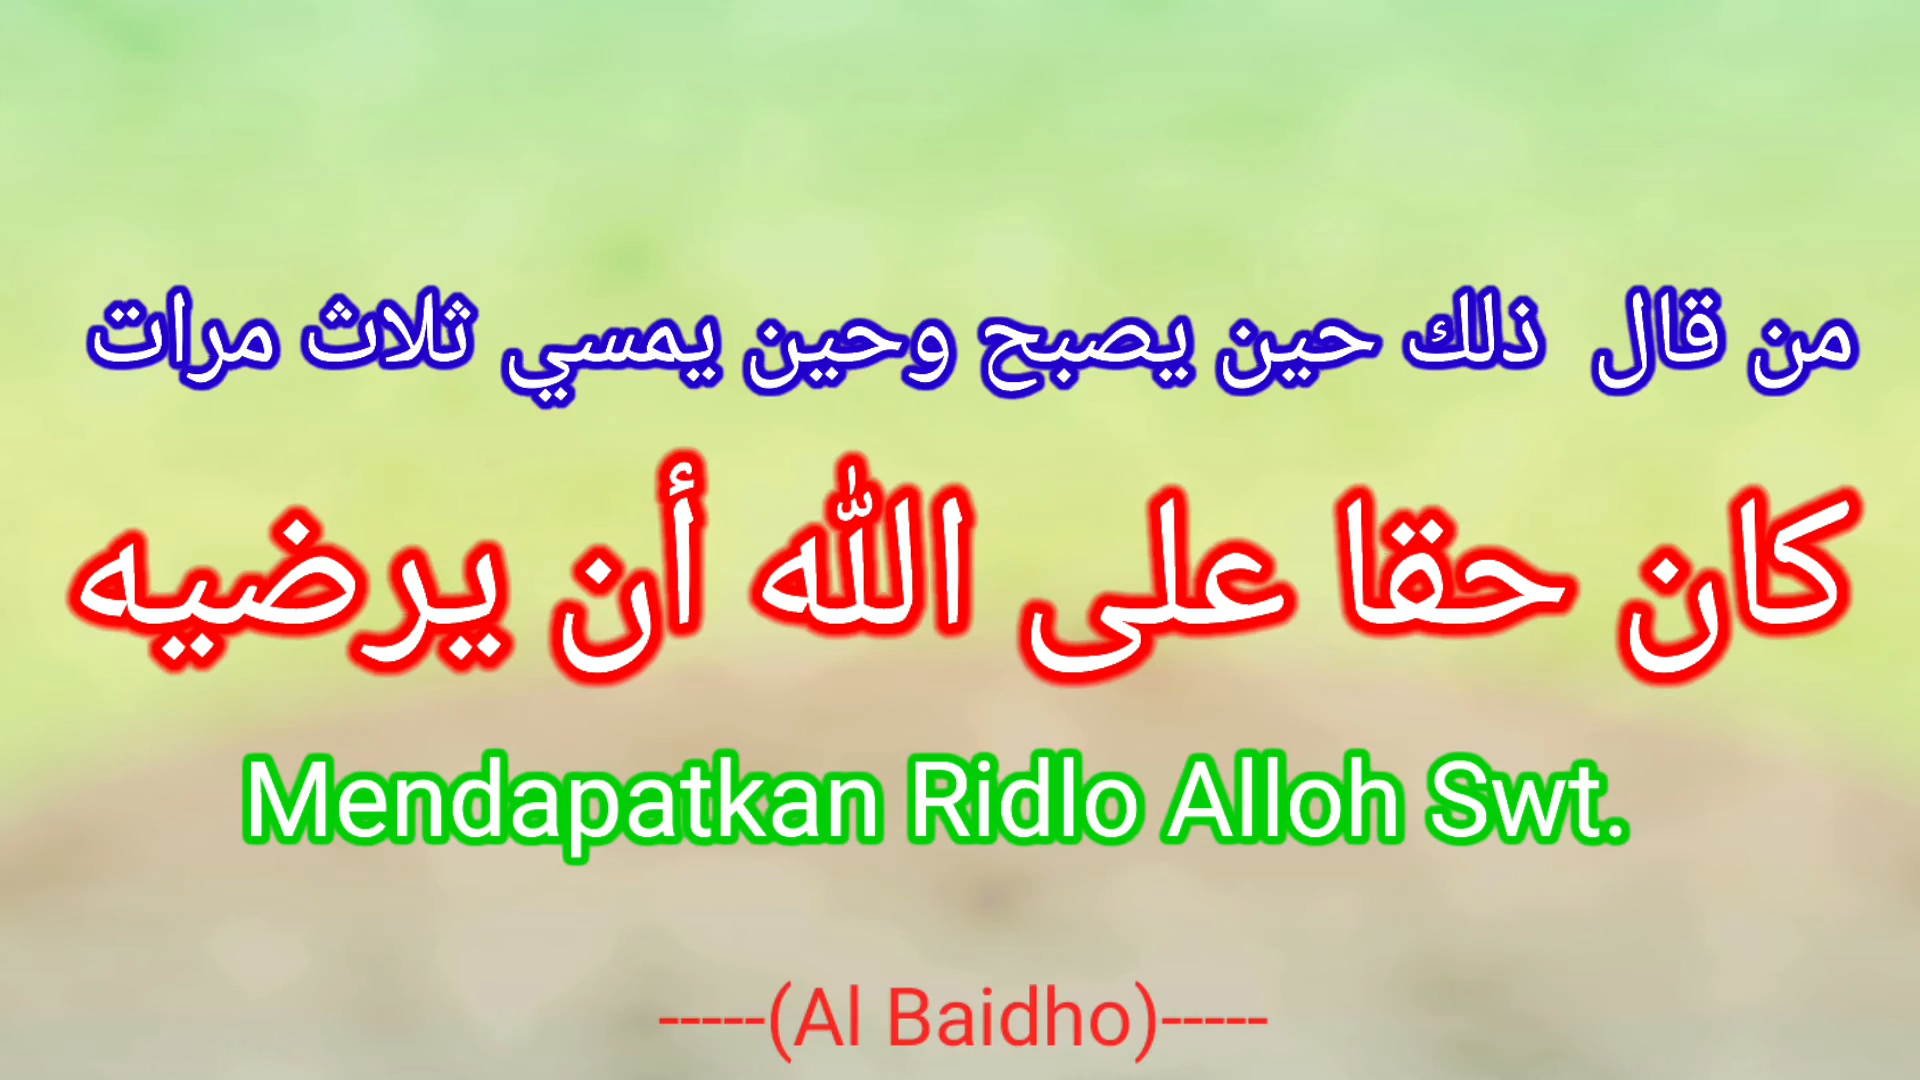 من قال ذلك حين يصبح وحين يمسي ثلاث مرات
كان حقا على الله أن يرضيه
Mendapatkan Ridlo Alloh Swt.
-----(Al Baidho)-----